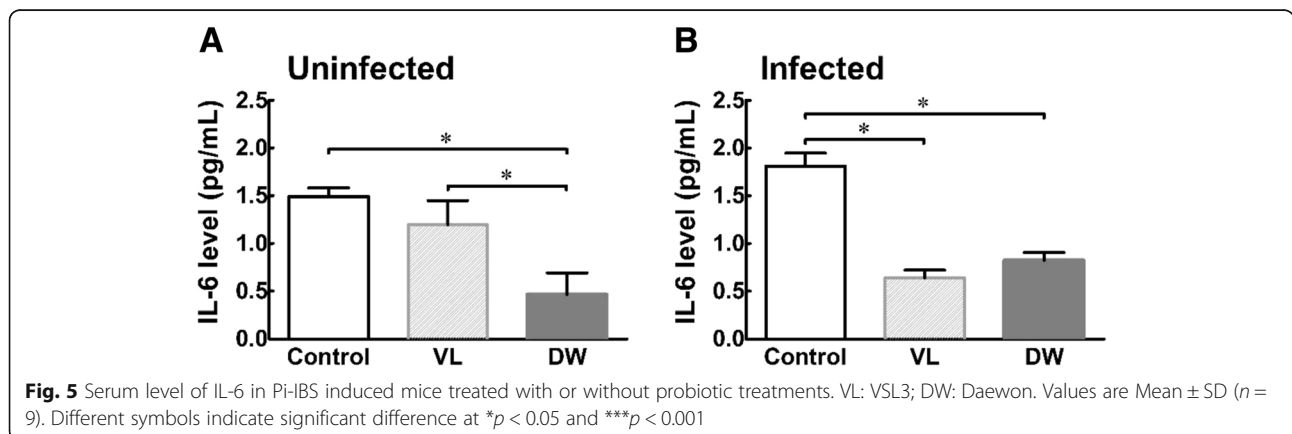 A
Uninfected
IL-6 level (pg/mL)
2.5
2.0
1.5
1.0
0.5
0.0
*
*
Control VL DW
B
Infected
IL-6 level (pg/mL)
2.5
2.0
1.5
1.0
0.5
0.0
*
*
Control VL DW
Fig. 5 Serum level of IL-6 in Pi-IBS induced mice treated with or without probiotic treatments. VL: VSL3; DW: Daewon. Values are Mean ± SD (n =
9). Different symbols indicate significant difference at *p < 0.05 and ***p < 0.001